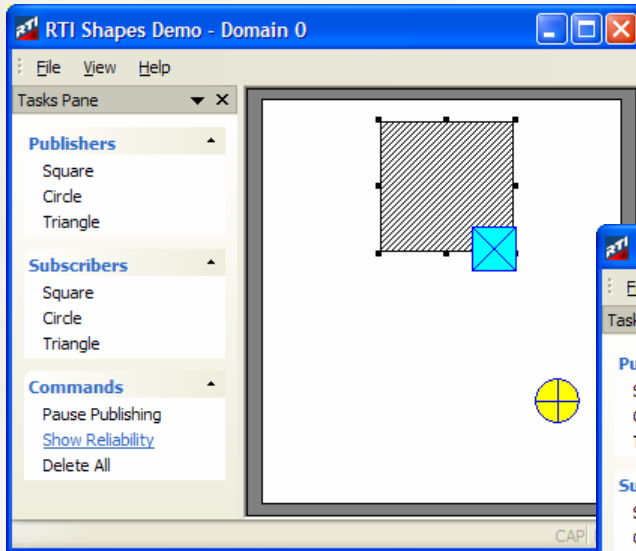 RTI Shapes Demo - Domain 0
File View Help
Tasks Pane
Publishers
Square
Circle
Triangle
Subscribers
Square
Circle
Triangle
Commands
Pause Publishing
Show Reliability
Delete All
CAP
RTI